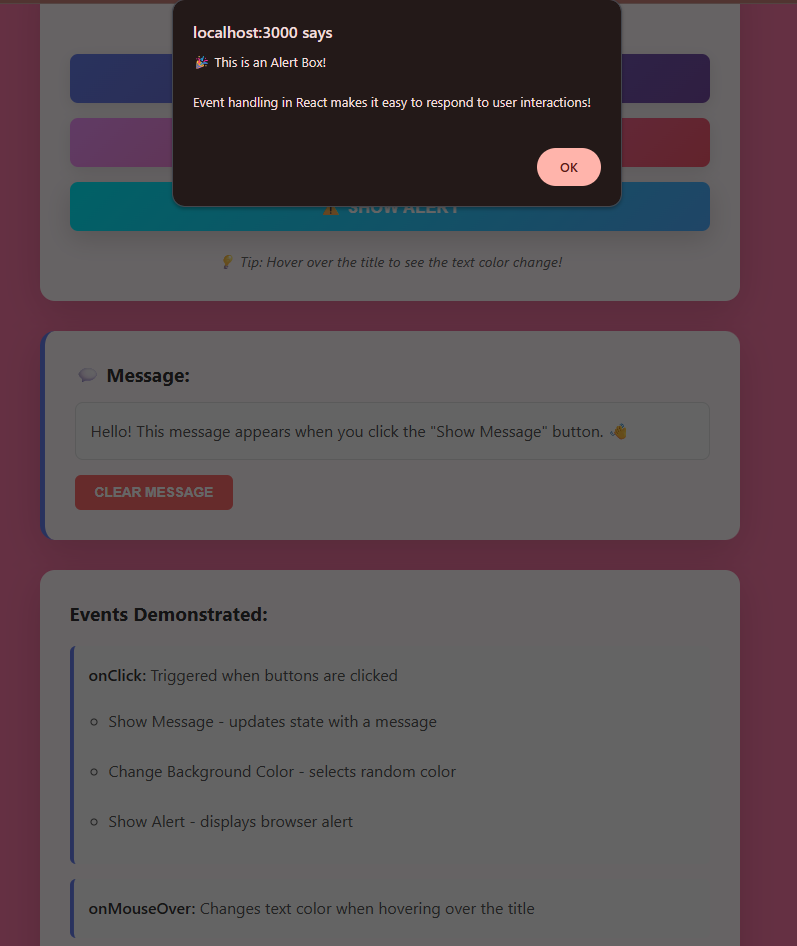 localhost:3000 says
🎉 This is an Alert Box!
Event handling in React makes it easy to respond to user interactions!
OK
⚠️ SHOW ALERT
💡 Tip: Hover over the title to see the text color change!
💬 Message:
Hello! This message appears when you click the "Show Message" button. 👋
CLEAR MESSAGE
Events Demonstrated:
onClick: Triggered when buttons are clicked
Show Message - updates state with a message
Change Background Color - selects random color
Show Alert - displays browser alert
onMouseOver: Changes text color when hovering over the title